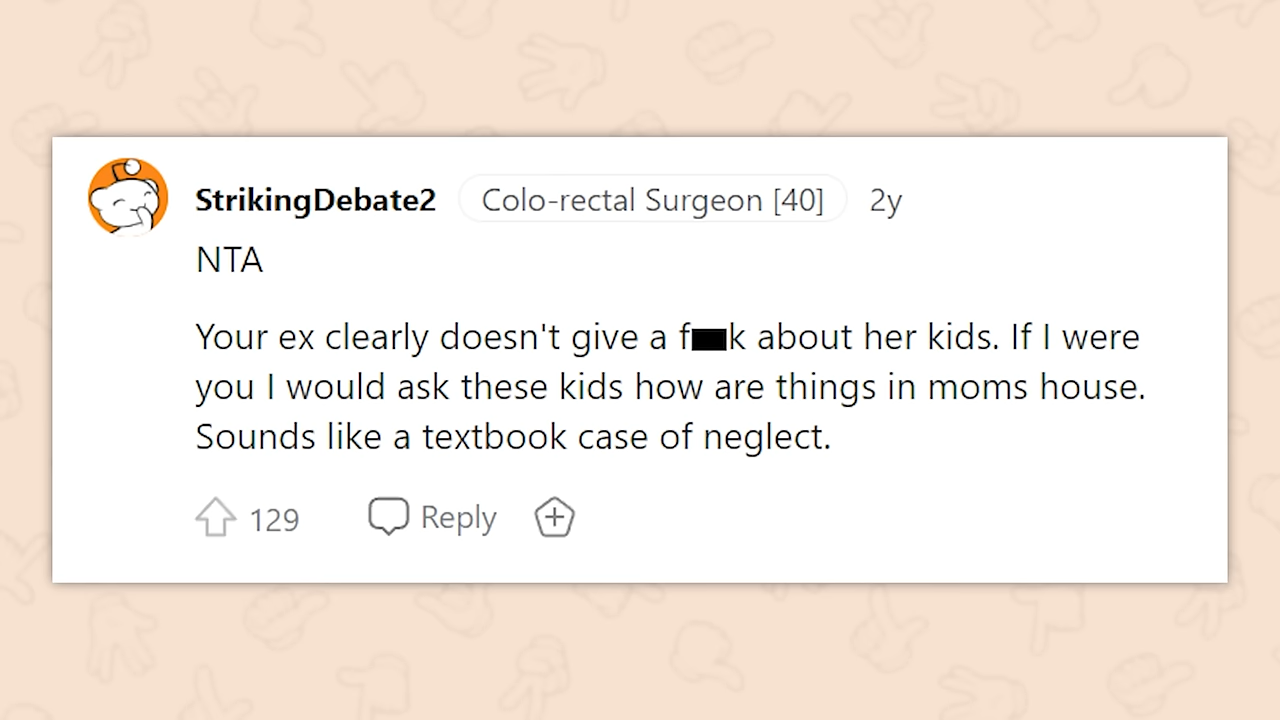 StrikingDebate2 Colo-rectal Surgeon [40] 2y
NTA
Your ex clearly doesn't give a f■k about her kids. If I were
you I would ask these kids how are things in moms house.
Sounds like a textbook case of neglect.
129 Reply